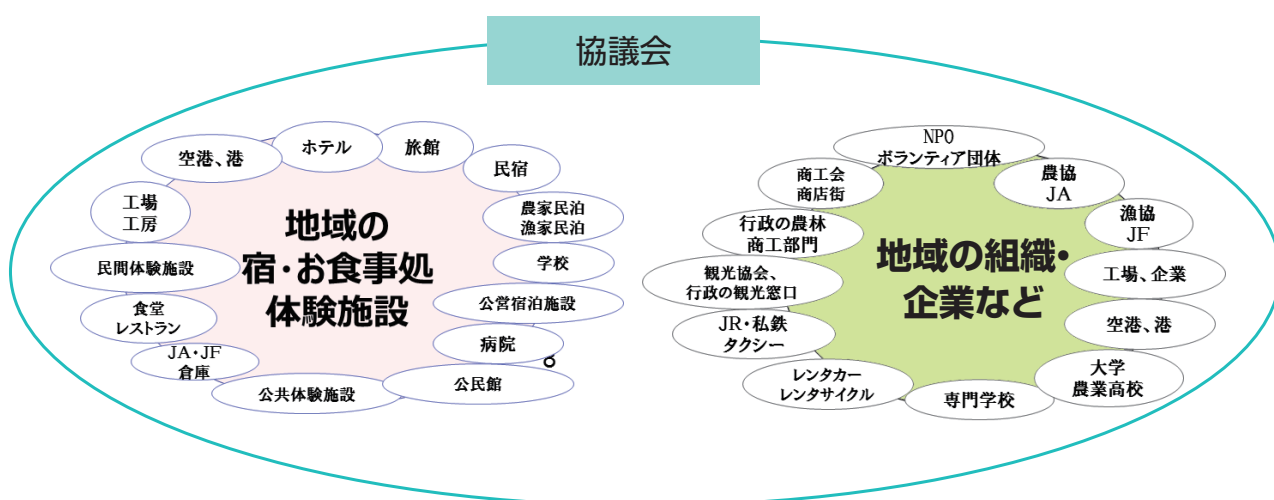 協議会
ホテル
旅館
空港、港
民宿
工場
工房
農家民泊
漁家民泊
地域の
宿・お食事処
体験施設
学校
民間体験施設
公営宿泊施設
食堂
レストラン
病院
JA・JF
倉庫
公民館
公共体験施設
NPO
ボランティア団体
商工会
商店街
農協
JA
漁協
JF
行政の農林
商工部門
地域の組織・
企業など
観光協会、
行政の観光窓口
工場、企業
JR・私鉄
タクシー
空港、港
レンタカー
レンタサイクル
大学
農業高校
専門学校